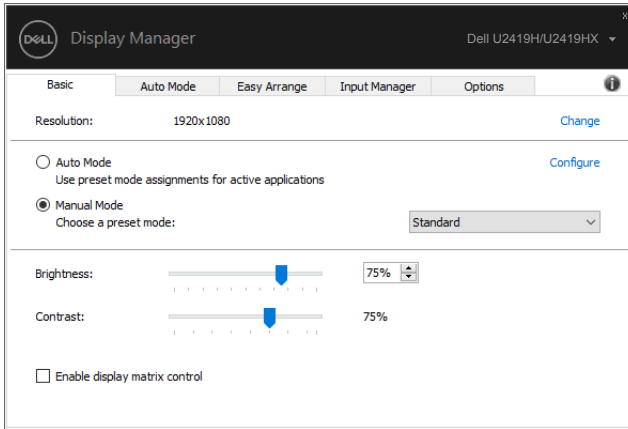 DELL Display Manager Dell U2419H/U2419HX
x
Basic Auto Mode Easy Arrange Input Manager Options i
Resolution: 1920x1080 Change
Auto Mode Configure
Use preset mode assignments for active applications
Manual Mode
Choose a preset mode: Standard
Brightness: 75%
Contrast: 75%
Enable display matrix control